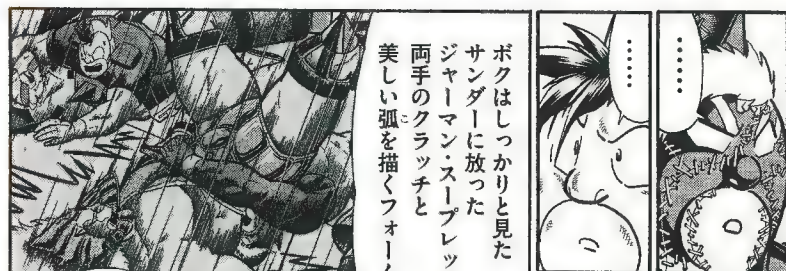 ・・・・・・
・・・・・・
ボクはしっかりと見た
サンダーに放った
ジャーマン・スープレッ
両手のクラッチと
美しい弧を描くフォーく
こ